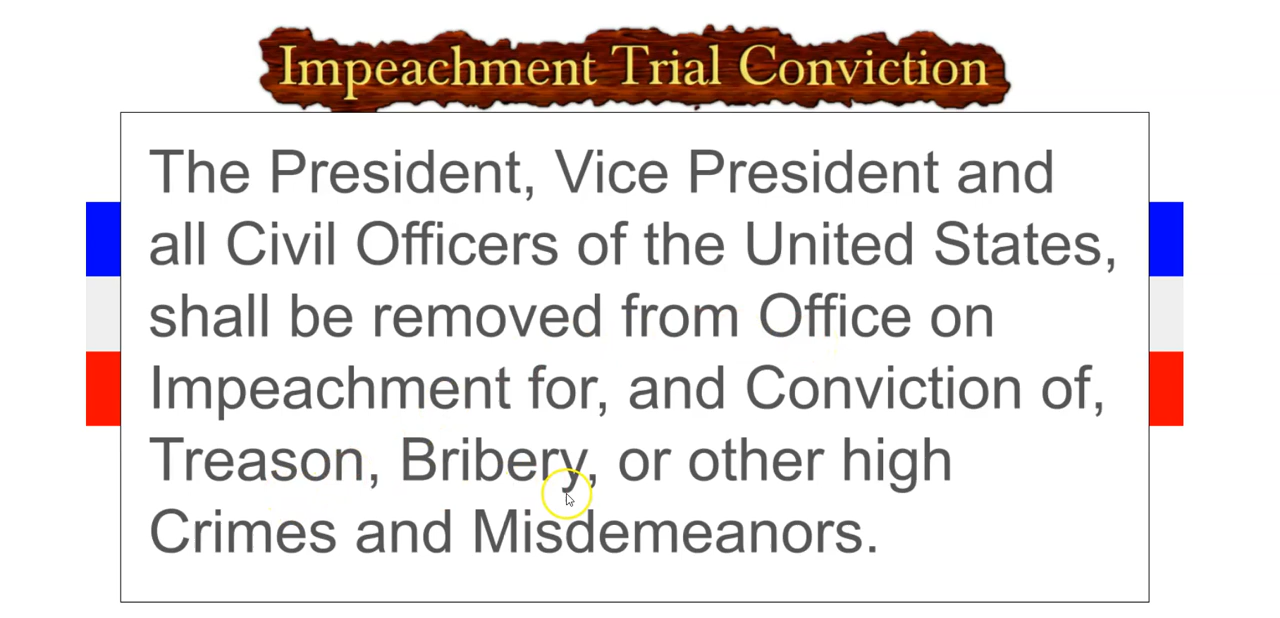 Impeachment Trial Conviction
The President, Vice President and
all Civil Officers of the United States,
shall be removed from Office on
Impeachment for, and Conviction of,
Treason, Bribery, or other high
Crimes and Misdemeanors.